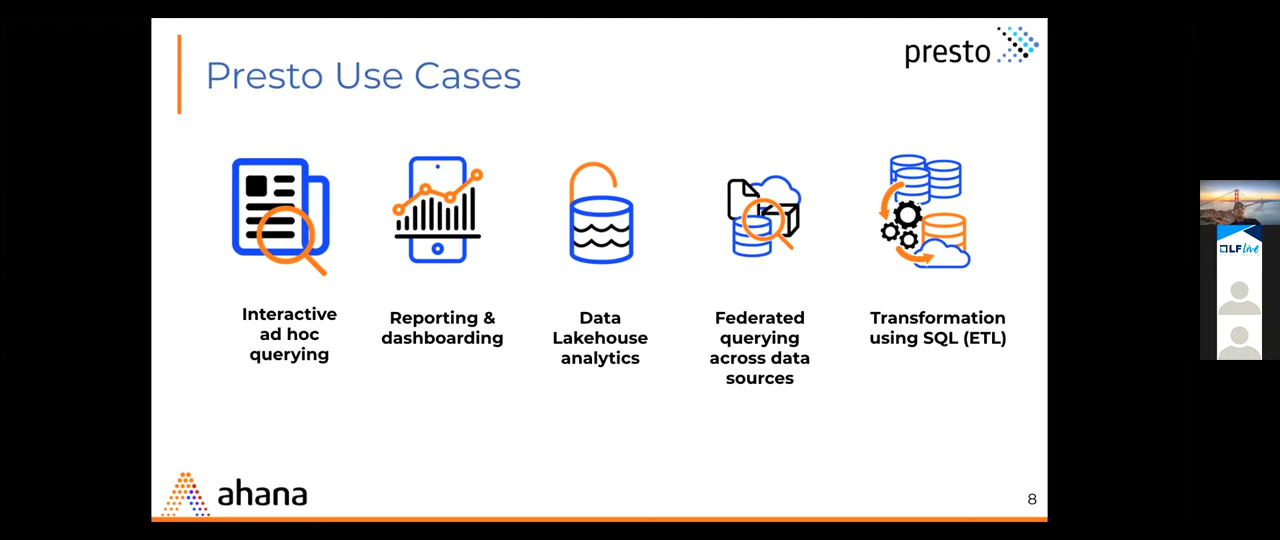 Presto Use Cases
presto
Interactive
ad hoc
querying
Reporting &
dashboarding
Data
Lakehouse
analytics
Federated
querying
across data
sources
Transformation
using SQL (ETL)
ahana
8
LF Live